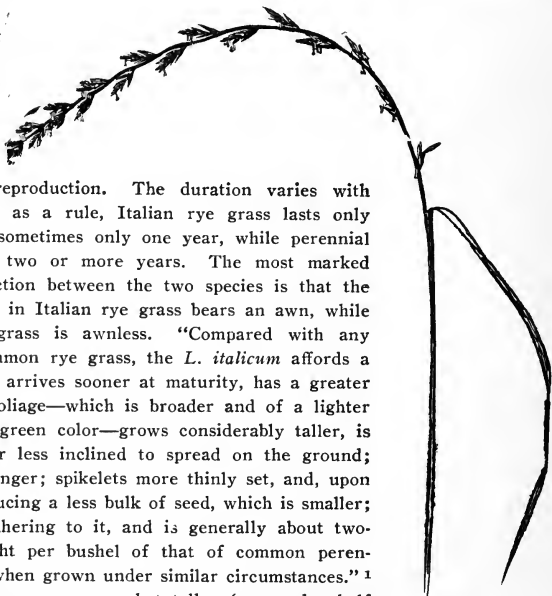 reproduction. The duration varies with
as a rule, Italian rye grass lasts only
sometimes only one year, while perennial
two or more years. The most marked
ction between the two species is that the
in Italian rye grass bears an awn, while
grass is awnless. “Compared with any
mmon rye grass, the L. italicum affords a
arrives sooner at maturity, has a greater
oliage—which is broader and of a lighter
green color—grows considerably taller, is
r less inclined to spread on the ground;
nger; spikelets more thinly set, and, upon
ucing a less bulk of seed, which is smaller;
hering to it, and is generally about two-
ht per bushel of that of common peren-
when grown under similar circumstances.” 1